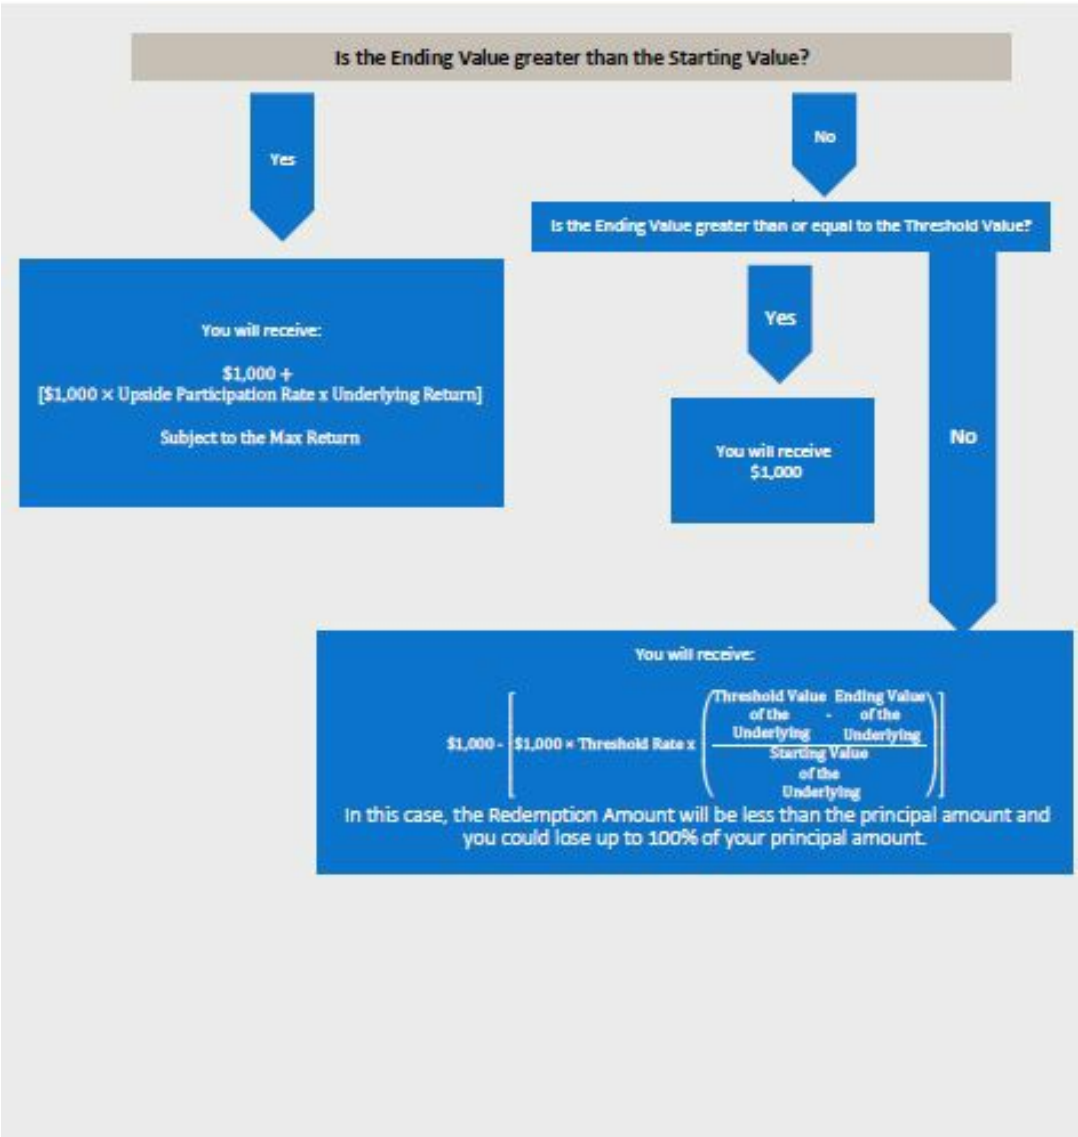 Is the Ending Value greater than the Starting Value?
Yes
No
Is the Ending Value greater than or equal to the Threshold Value?
You will receive:
$1,000 +
[$1,000 × Upside Participation Rate x Underlying Return]
Subject to the Max Return
Yes
You will receive
$1,000
No
You will receive:
$1,000 - [$1,000 × Threshold Rate x (
Threshold Value Ending Value
of the - of the
Underlying Underlying
Starting Value
of the
Underlying
)]
In this case, the Redemption Amount will be less than the principal amount and
you could lose up to 100% of your principal amount.